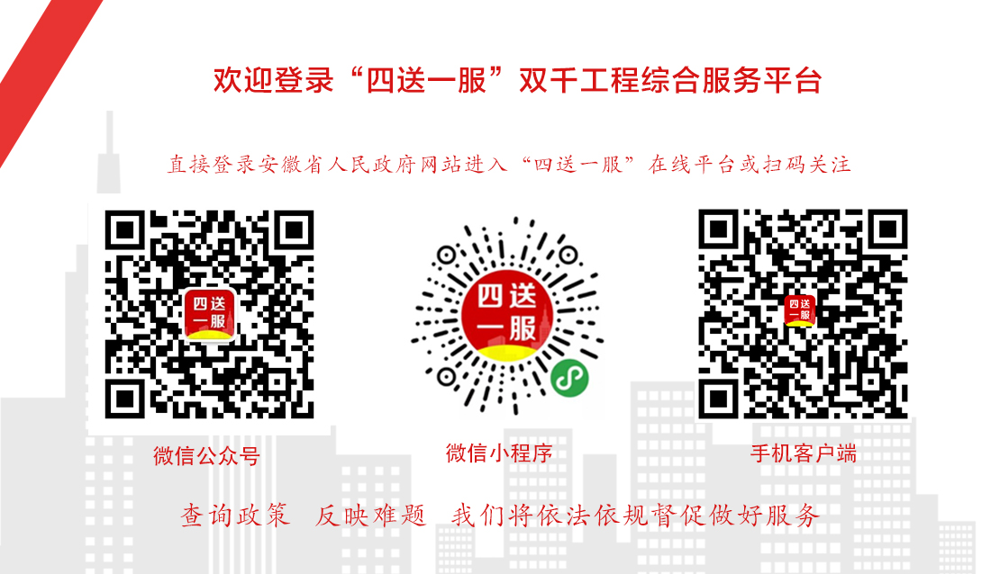 欢迎登录“四送一服”双千工程综合服务平台
直接登录安徽省人民政府网站进入“四送一服”在线平台或扫码关注
四送
一服
四送
一服
四送
一服
微信公众号
微信小程序
手机客户端
查询政策 反映难题 我们将依法依规督促做好服务